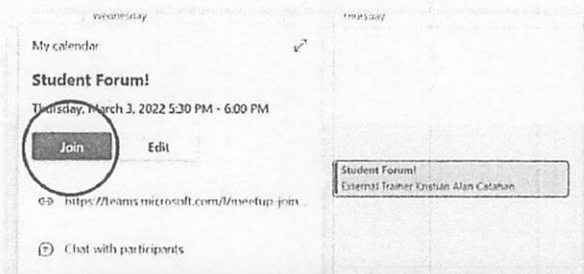 Wednesday
Thursday
My calendar
Student Forum!
Thursday, March 3, 2022 5:30 PM - 6:00 PM
Join
Edit
https://teams.microsoft.com/l/meetup-join...
Chat with participants
Student Forum!
External Trainer Kristian Alan Catahan